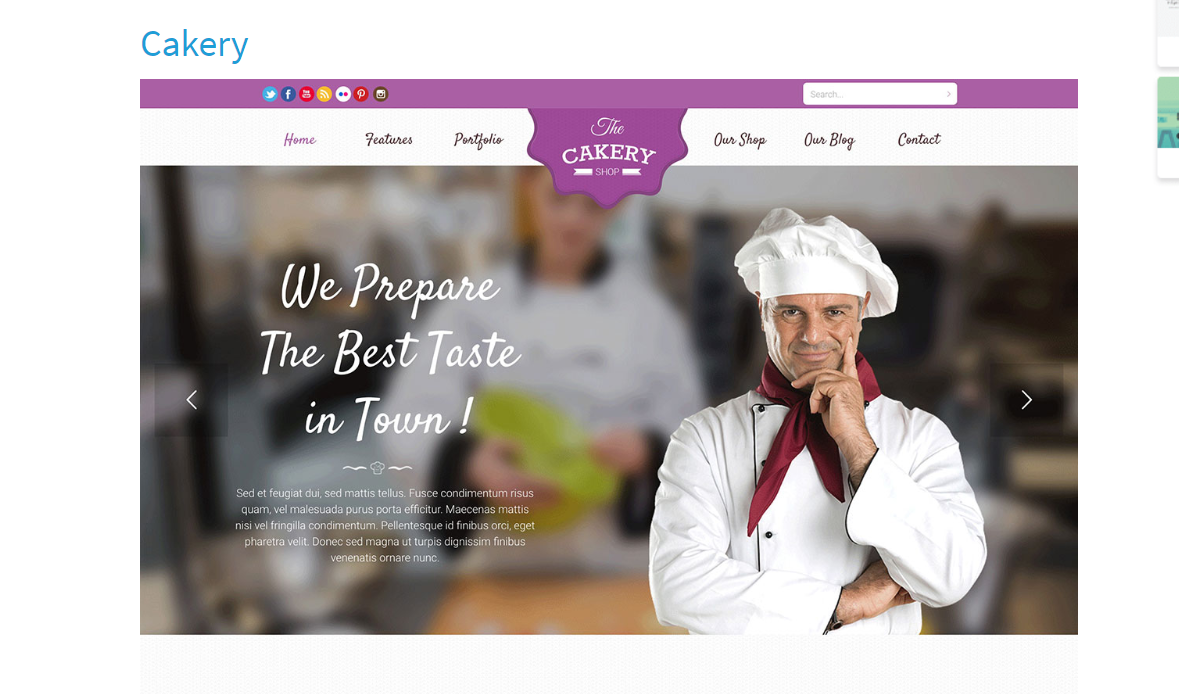 Cakery
Search...
Home Features Portfolio
The
CAKERY
SHOP
Our Shop Our Blog Contact
We Prepare
The Best Taste
in Town !
Sed et feugiat dui, sed mattis tellus. Fusce condimentum risus
quam, vel malesuada purus porta efficitur. Maecenas mattis
nisi vel fringilla condimentum. Pellentesque id finibus orci, eget
pharetra velit. Donec sed magna ut turpis dignissim finibus
venenatis ornare nunc.